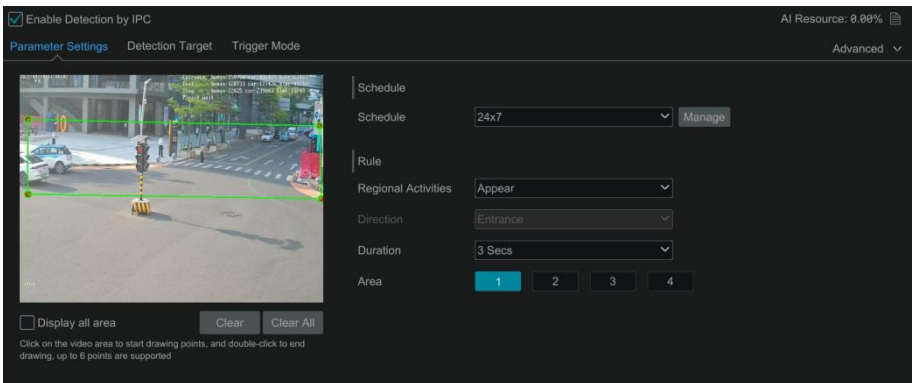 Enable Detection by IPC
AI Resource: 0.00%
Parameter Settings
Detection Target
Trigger Mode
Advanced
Schedule
Schedule
24x7
Manage
Rule
Regional Activities
Appear
Direction
Entrance
Duration
3 Secs
Area
1
2
3
4
Display all area
Clear
Clear All
Click on the video area to start drawing points, and double-click to end
drawing, up to 6 points are supported